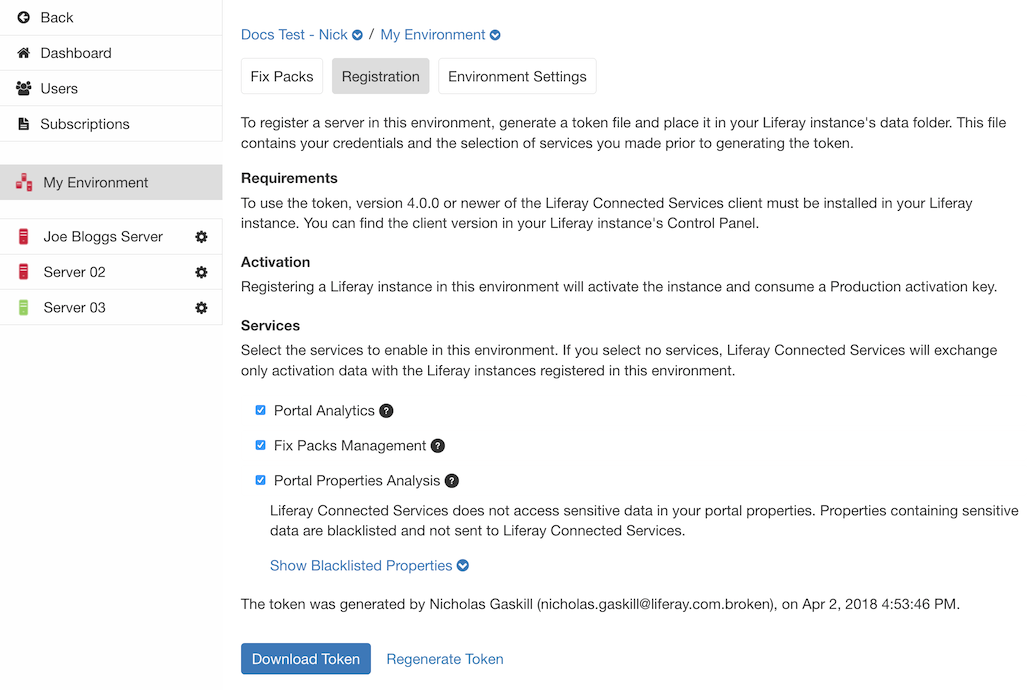 Back
Dashboard
Users
Subscriptions
My Environment
Joe Bloggs Server
Server 02
Server 03
Docs Test - Nick / My Environment
Fix Packs Registration Environment Settings
To register a server in this environment, generate a token file and place it in your Liferay instance's data folder. This file
contains your credentials and the selection of services you made prior to generating the token.
Requirements
To use the token, version 4.0.0 or newer of the Liferay Connected Services client must be installed in your Liferay
instance. You can find the client version in your Liferay instance's Control Panel.
Activation
Registering a Liferay instance in this environment will activate the instance and consume a Production activation key.
Services
Select the services to enable in this environment. If you select no services, Liferay Connected Services will exchange
only activation data with the Liferay instances registered in this environment.
Portal Analytics ?
Fix Packs Management ?
Portal Properties Analysis ?
Liferay Connected Services does not access sensitive data in your portal properties. Properties containing sensitive
data are blacklisted and not sent to Liferay Connected Services.
Show Blacklisted Properties
The token was generated by Nicholas Gaskill (nicholas.gaskill@liferay.com.broken), on Apr 2, 2018 4:53:46 PM.
Download Token Regenerate Token